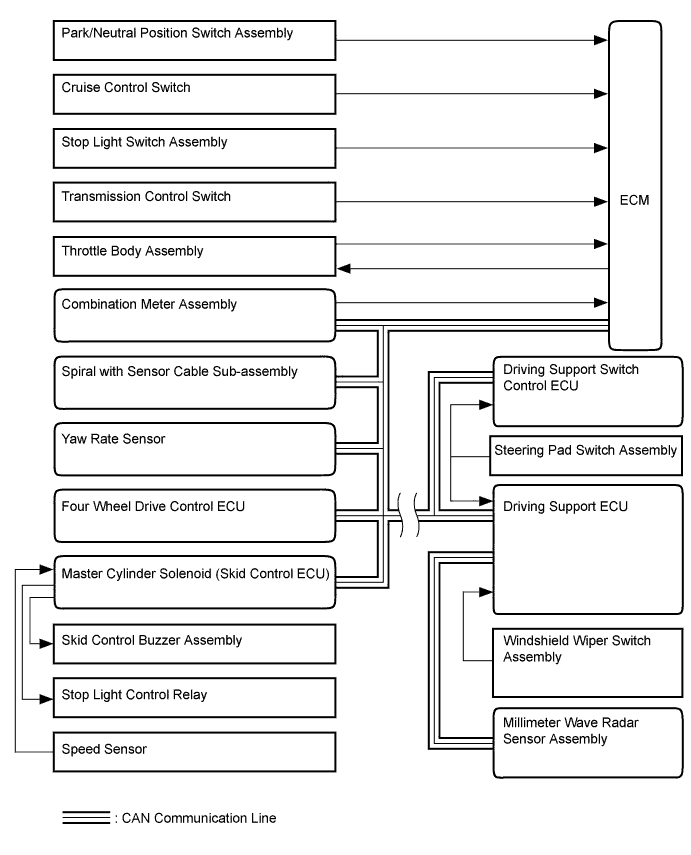 Park/Neutral Position Switch Assembly
Cruise Control Switch
Stop Light Switch Assembly
Transmission Control Switch
ECM
Throttle Body Assembly
Combination Meter Assembly
Spiral with Sensor Cable Sub-assembly
Yaw Rate Sensor
Four Wheel Drive Control ECU
Master Cylinder Solenoid (Skid Control ECU)
Skid Control Buzzer Assembly
Stop Light Control Relay
Speed Sensor
Driving Support Switch
Control ECU
Steering Pad Switch Assembly
Driving Support ECU
Windshield Wiper Switch
Assembly
Millimeter Wave Radar
Sensor Assembly
: CAN Communication Line